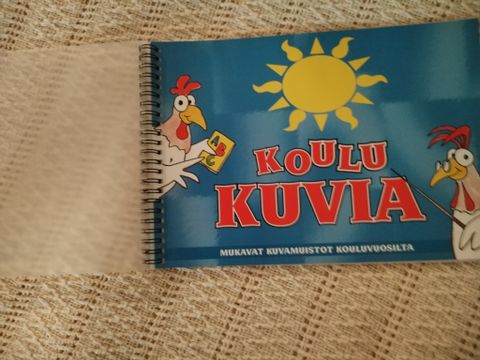 ABC
KOULU
KUVIA
MUKAVAT KUVAMUISTOT KOULUVUOSILTA